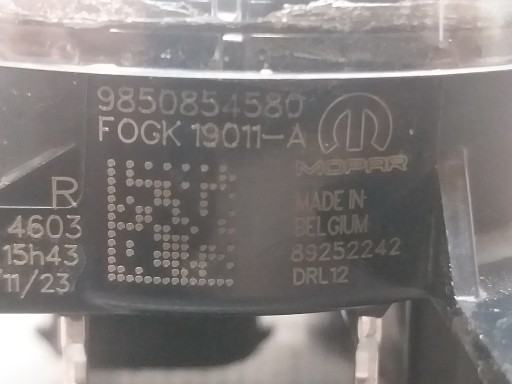 9850854580
FOGK 19011-A
MOPAR
R
4603
15h43
11/23
MADE IN
BELGIUM
89252242
DRL12